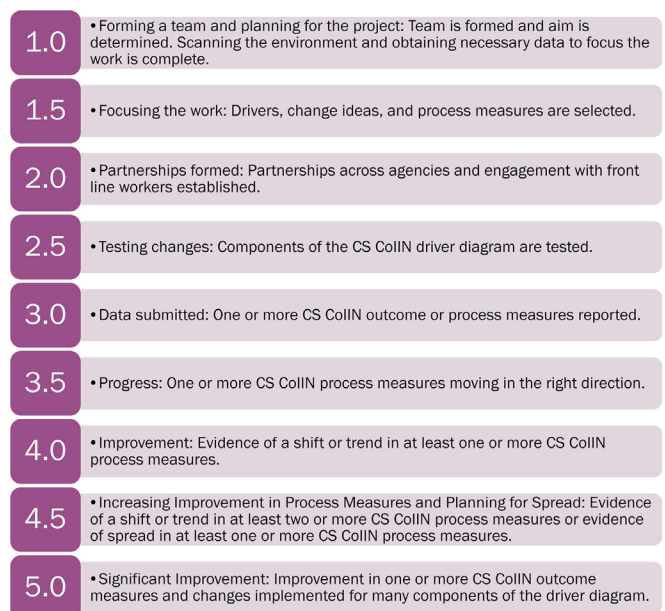 1.0
• Forming a team and planning for the project: Team is formed and aim is
determined. Scanning the environment and obtaining necessary data to focus the
work is complete.
1.5
• Focusing the work: Drivers, change ideas, and process measures are selected.
2.0
• Partnerships formed: Partnerships across agencies and engagement with front
line workers established.
2.5
• Testing changes: Components of the CS CoIIN driver diagram are tested.
3.0
• Data submitted: One or more CS CoIIN outcome or process measures reported.
3.5
• Progress: One or more CS CoIIN process measures moving in the right direction.
4.0
• Improvement: Evidence of a shift or trend in at least one or more CS CoIIN
process measures.
4.5
• Increasing Improvement in Process Measures and Planning for Spread: Evidence
of a shift or trend in at least two or more CS CoIIN process measures or evidence
of spread in at least one or more CS CoIIN process measures.
5.0
• Significant Improvement: Improvement in one or more CS CoIIN outcome
measures and changes implemented for many components of the driver diagram.